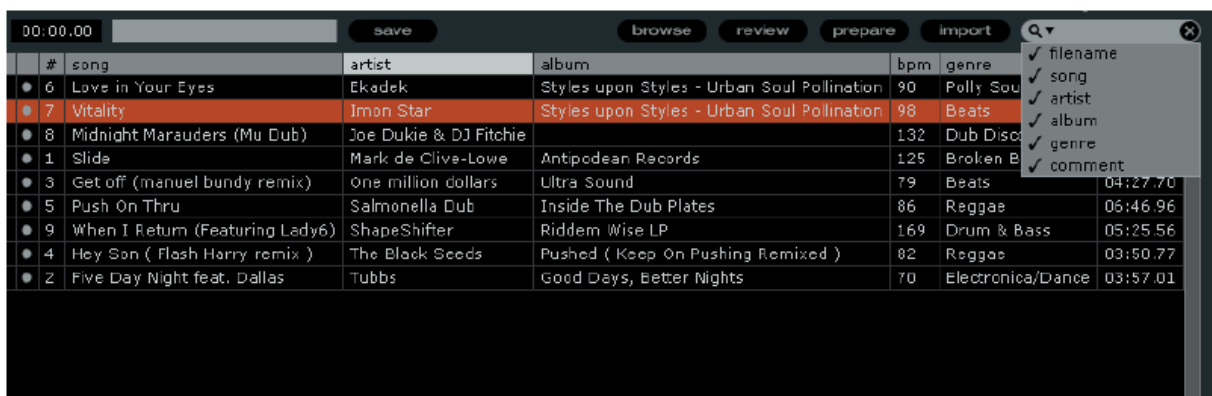 00:00.00 save browse review prepare import
filename
song
artist
album
genre
comment
# song artist album bpm genre
6 Love in Your Eyes Ekadek Styles upon Styles - Urban Soul Pollination 90 Polly Sou
7 Vitality Imon Star Styles upon Styles - Urban Soul Pollination 98 Beats
8 Midnight Marauders (Mu Dub) Joe Dukie & DJ Fitchie 132 Dub Disc
1 Slide Mark de Clive-Lowe Antipodean Records 125 Broken B
3 Get off (manuel bundy remix) One million dollars Ultra Sound 79 Beats 04:27.70
5 Push On Thru Salmonella Dub Inside The Dub Plates 86 Reggae 06:46.96
9 When I Return (Featuring Lady6) ShapeShifter Riddem Wise LP 169 Drum & Bass 05:25.56
4 Hey Son ( Flash Harry remix ) The Black Seeds Pushed ( Keep On Pushing Remixed ) 82 Reggae 03:50.77
2 Five Day Night feat. Dallas Tubbs Good Days, Better Nights 70 Electronica/Dance 03:57.01